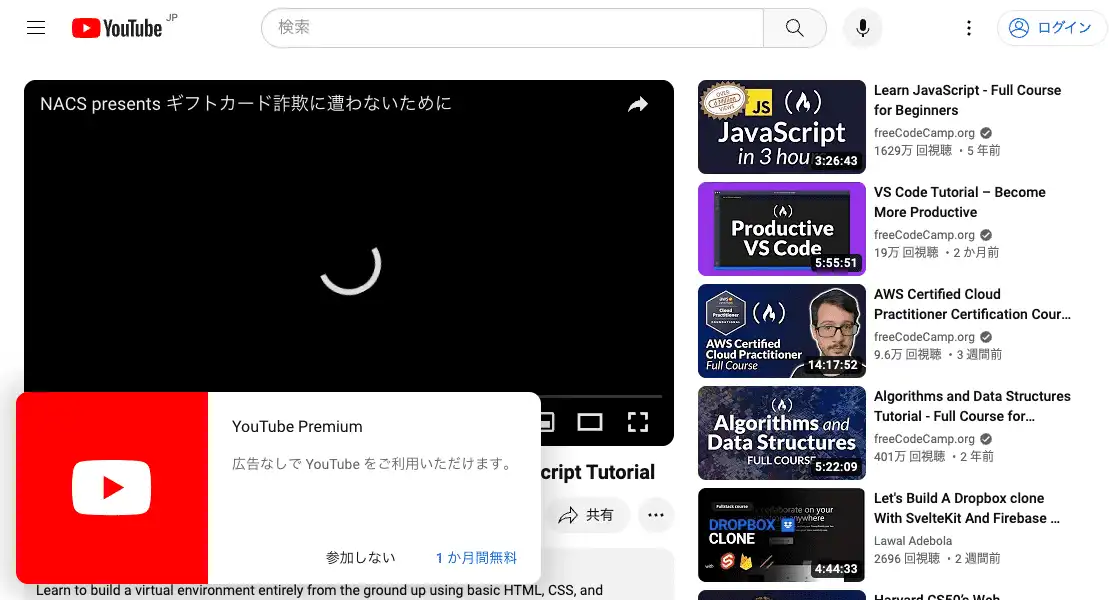 YouTube JP
検索
ログイン
NACS presents ギフトカード詐欺に遭わないために
YouTube Premium
広告なしで YouTube をご利用いただけます。
参加しない
1 か月間無料
cript Tutorial
共有
Learn to build a virtual environment entirely from the ground up using basic HTML, CSS, and
OVER
JS
JavaScript
in 3 hou
3:26:43
Learn JavaScript - Full Course
for Beginners
freeCodeCamp.org
1629万 回視聴 ・5 年前
Productive
VS Code
5:55:51
VS Code Tutorial – Become
More Productive
freeCodeCamp.org
19万 回視聴 ・2 か月前
Cloud
Practitioner
AWS Certified
Cloud Practitioner
Full Course
14:17:52
AWS Certified Cloud
Practitioner Certification Cour…
freeCodeCamp.org
9.6万 回視聴 ・3 週間前
Algorithms and
Data Structures
FULL COURS
5:22:09
Algorithms and Data Structures
Tutorial - Full Course for…
freeCodeCamp.org
401万 回視聴 ・2 年前
Fullstack course
laborate on your
nywhere
DROPBOX
CLONE
with
4:44:33
Let's Build A Dropbox clone
With SvelteKit And Firebase …
Lawal Adebola
2696 回視聴 ・2 週間前
Harvard CS50's Web